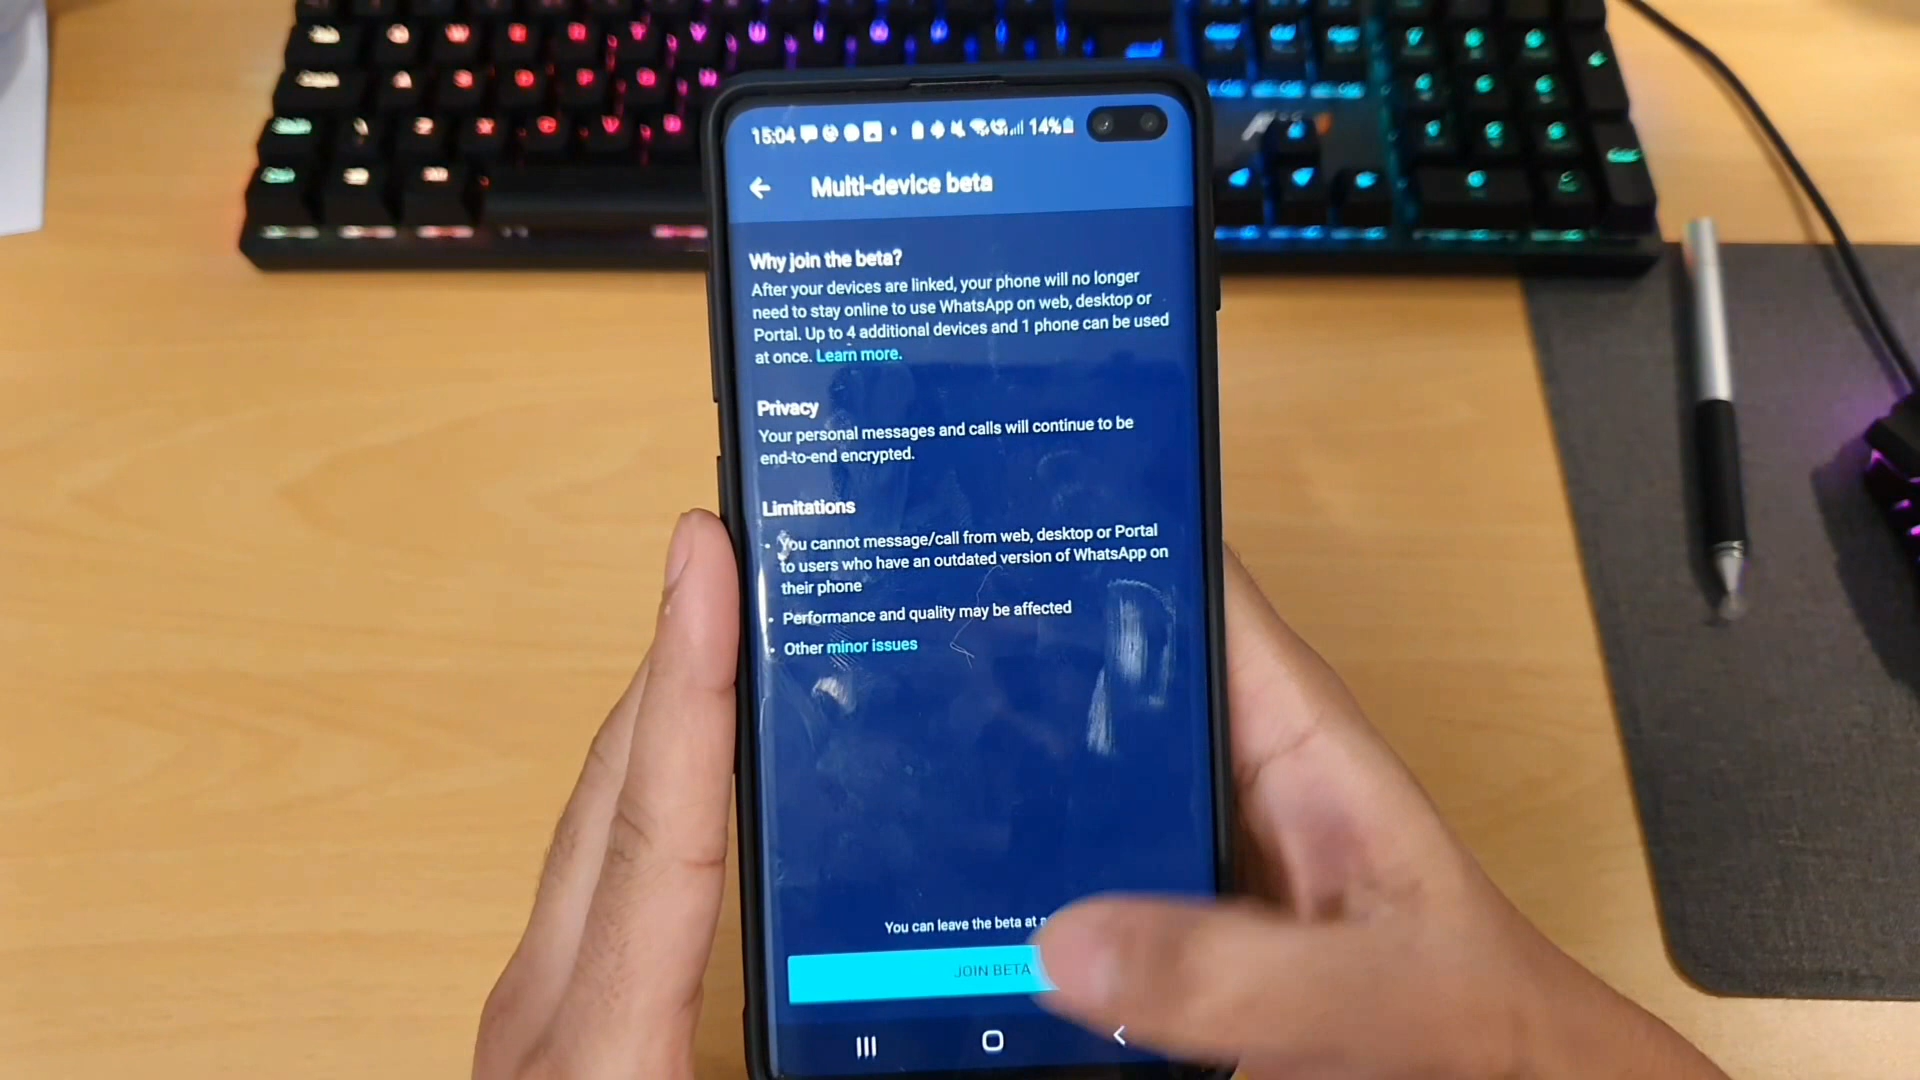 15:04
14%
Multi-device beta
Why join the beta?
After your devices are linked, your phone will no longer
need to stay online to use WhatsApp on web, desktop or
Portal. Up to 4 additional devices and 1 phone can be used
at once. Learn more.
Privacy
Your personal messages and calls will continue to be
end-to-end encrypted.
Limitations
• You cannot message/call from web, desktop or Portal
to users who have an outdated version of WhatsApp on
their phone
• Performance and quality may be affected
• Other minor issues
You can leave the beta at
JOIN BETA